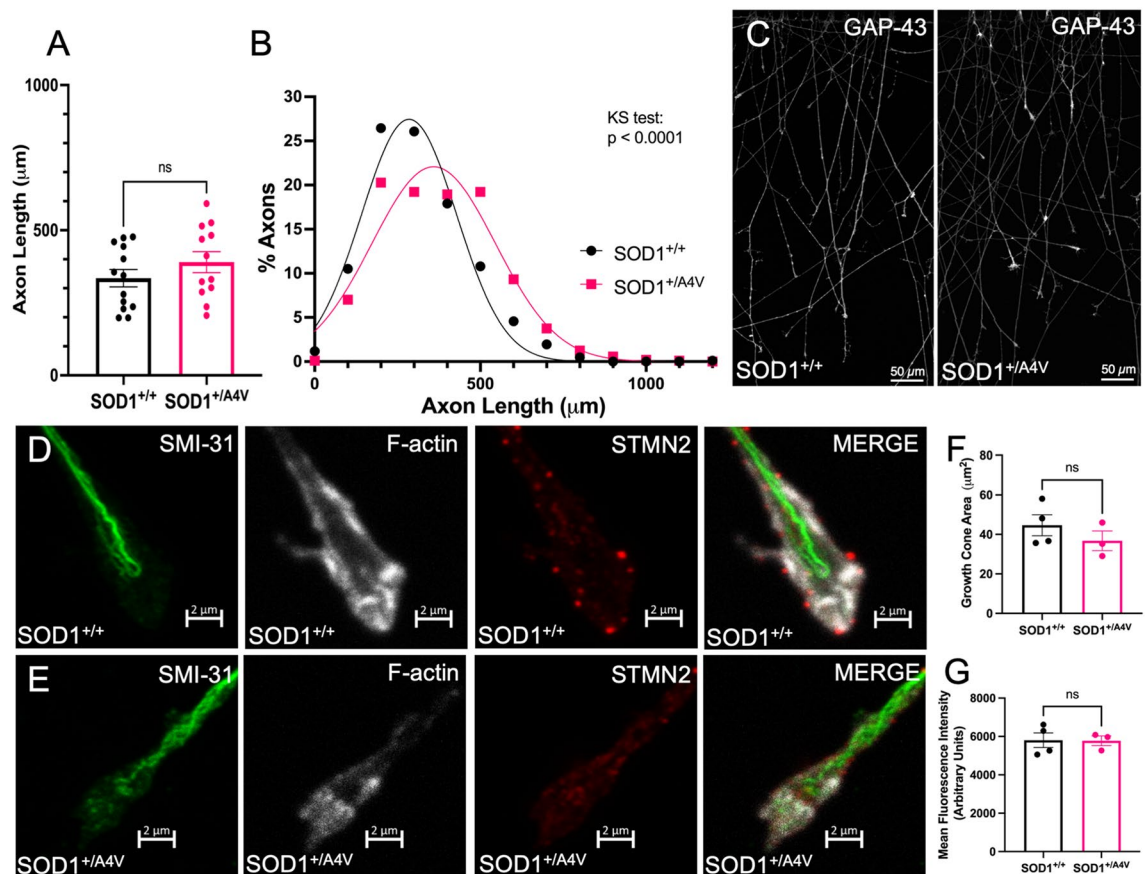 A
Axon Length (μm)
1000
500
0
ns
SOD1+/+
SOD1+/A4V
B
% Axons
30
25
20
15
10
5
0
KS test:
p < 0.0001
SOD1+/+
SOD1+/A4V
0
500
1000
Axon Length (μm)
C
GAP-43
SOD1+/+
50 μm
GAP-43
SOD1+/A4V
50 μm
D
SMI-31
2 μm
SOD1+/+
F-actin
2 μm
SOD1+/+
STMN2
2 μm
SOD1+/+
MERGE
2 μm
E
SMI-31
2 μm
SOD1+/A4V
F-actin
2 μm
STMN2
2 μm
SOD1+/A4V
MERGE
2 μm
F
Growth Cone Area (μm²)
80
60
40
20
0
ns
SOD1+/+
SOD1+/A4V
G
Mean Fluorescence Intensity
(Arbitrary Units)
8000
6000
4000
2000
0
ns
SOD1+/+
SOD1+/A4V